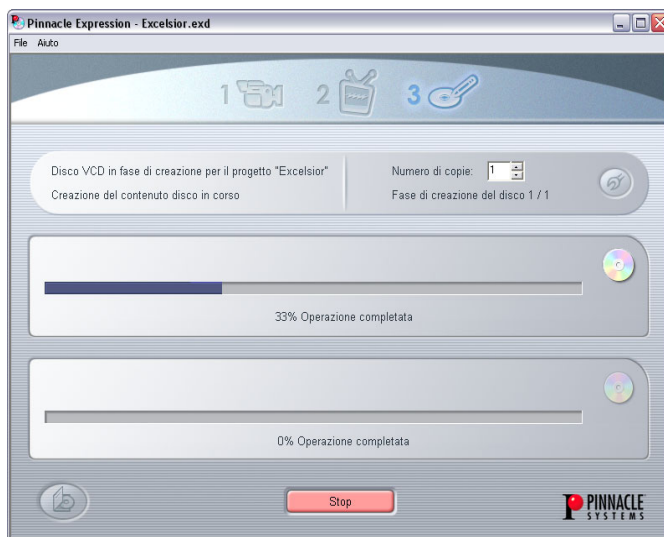 Pinnacle Expression - Excelsior.exd
File Aiuto
1 2 3
Disco VCD in fase di creazione per il progetto "Excelsior"
Numero di copie: 1
Creazione del contenuto disco in corso
Fase di creazione del disco 1 / 1
33% Operazione completata
0% Operazione completata
Stop
PINNACLE
SYSTEMS